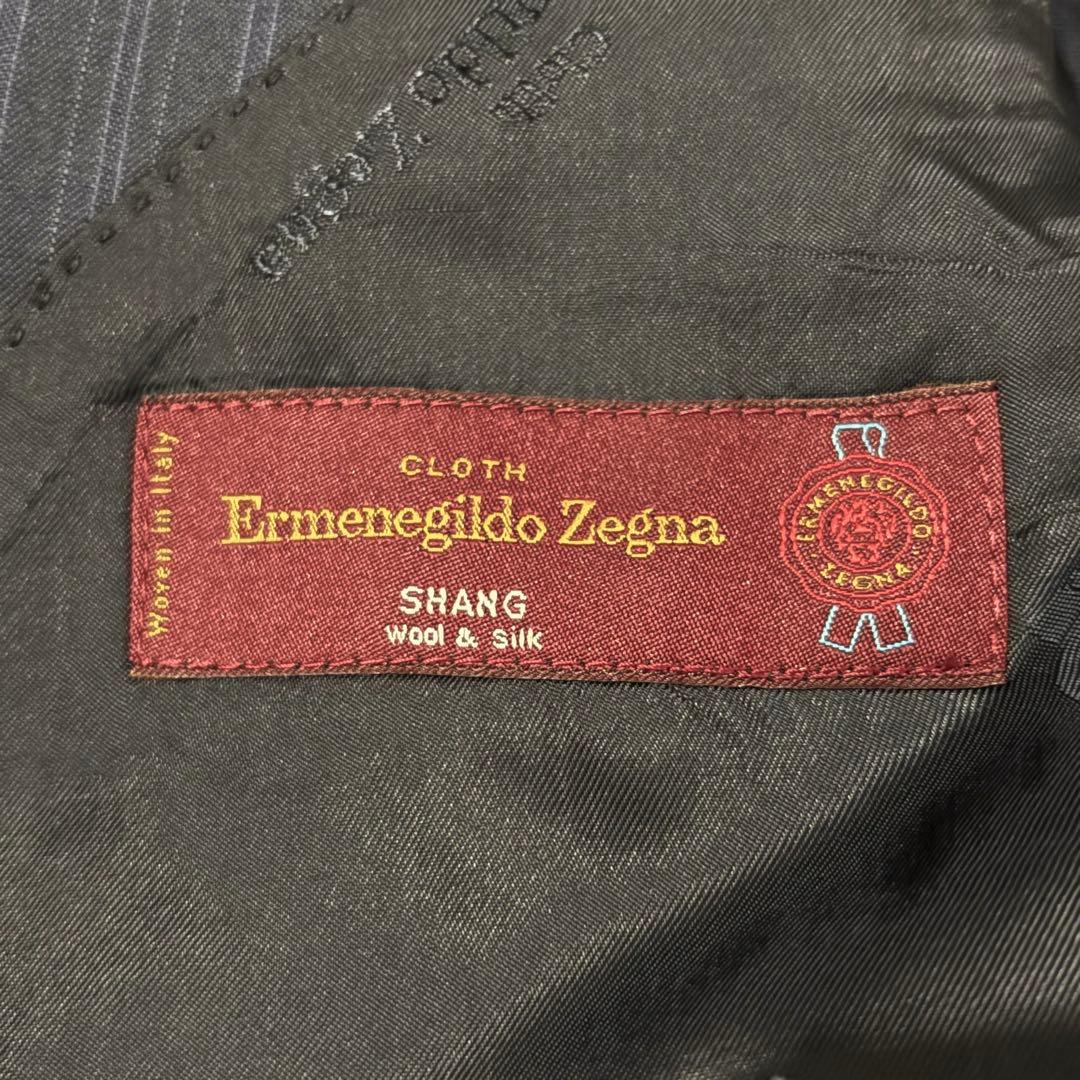 Woven in Italy
CLOTH
Ermenegildo Zegna
SHANG
Wool & Silk
ERMENEGILDO
ZEGNA